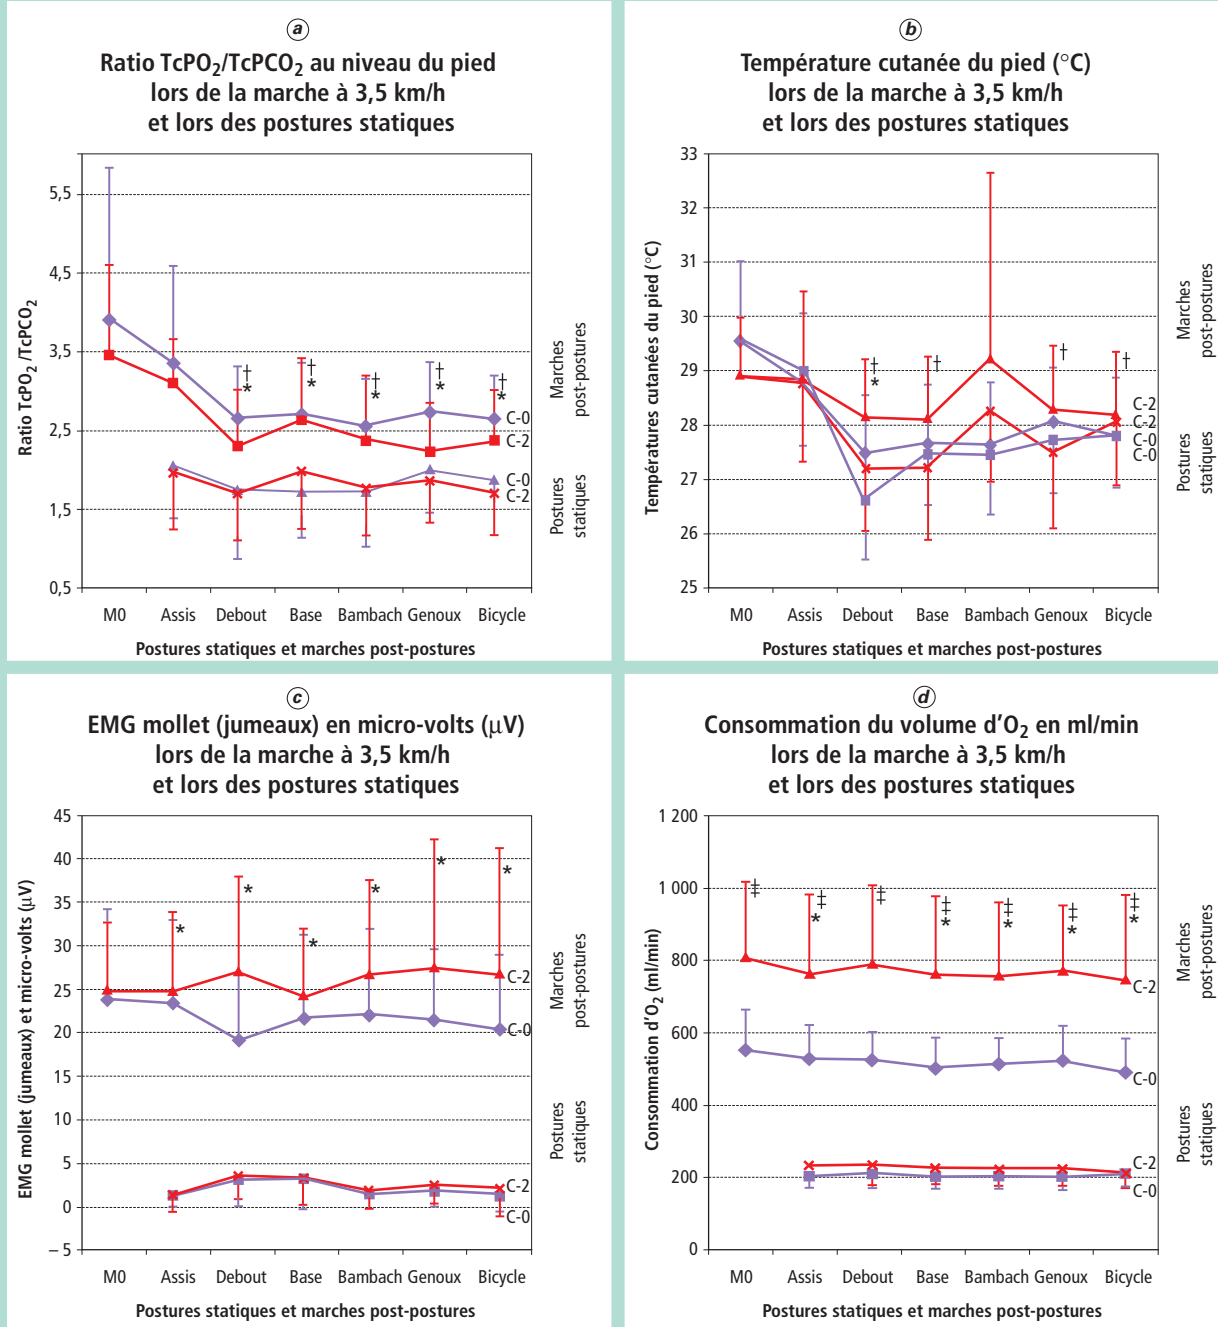 a
Ratio TcPO2/TcPCO2 au niveau du pied
lors de la marche à 3,5 km/h
et lors des postures statiques
Ratio TcPO2 /TcPCO2
5,5
4,5
3,5
2,5
1,5
0,5
‡ ‡ ‡ ‡ ‡
* * * * *
C-0
C-2
C-0
C-2
Marches
post-postures
Postures
statiques
M0 Assis Debout Base Bambach Genoux Bicycle
Postures statiques et marches post-postures
b
Température cutanée du pied (°C)
lors de la marche à 3,5 km/h
et lors des postures statiques
Températures cutanées du pied (°C)
33
32
31
30
29
28
27
26
25
‡ † † †
*
C-2
C-2
C-0
C-0
Marches
post-postures
Postures
statiques
M0 Assis Debout Base Bambach Genoux Bicycle
Postures statiques et marches post-postures
c
EMG mollet (jumeaux) en micro-volts (µV)
lors de la marche à 3,5 km/h
et lors des postures statiques
EMG mollet (jumeaux) et micro-volts (µV)
45
40
35
30
25
20
15
10
5
0
– 5
* * * * * *
C-2
C-0
C-2
C-0
Marches
post-postures
Postures
statiques
M0 Assis Debout Base Bambach Genoux Bicycle
Postures statiques et marches post-postures
d
Consommation du volume d’O2 en ml/min
lors de la marche à 3,5 km/h
et lors des postures statiques
Consommation d’O2 (ml/min)
1 200
1 000
800
600
400
200
0
‡ ‡ ‡ ‡ ‡ ‡ ‡
* * * * *
C-2
C-0
C-2
C-0
Marches
post-postures
Postures
statiques
M0 Assis Debout Base Bambach Genoux Bicycle
Postures statiques et marches post-postures